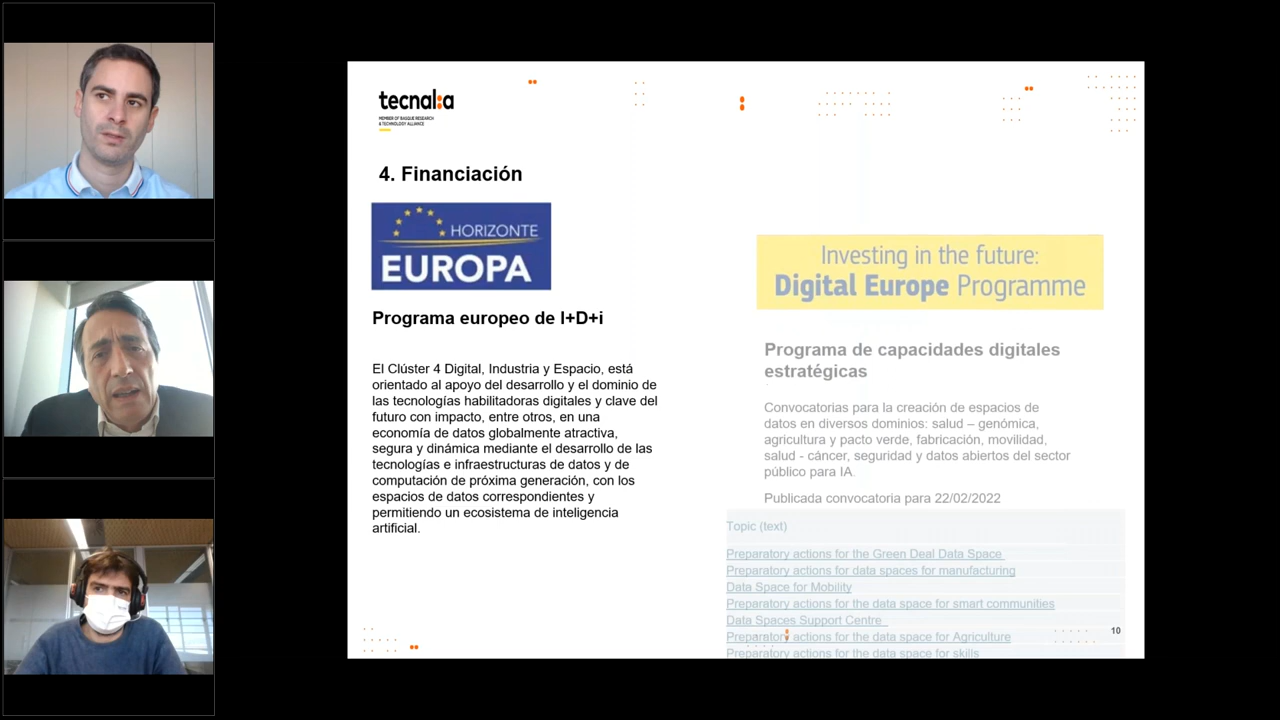 tecnal:a
MEMBER OF BASQUE RESEARCH
& TECHNOLOGY ALLIANCE
4. Financiación
HORIZONTE
EUROPA
Programa europeo de I+D+i
El Clúster 4 Digital, Industria y Espacio, está
orientado al apoyo del desarrollo y el dominio de
las tecnologías habilitadoras digitales y clave del
futuro con impacto, entre otros, en una
economía de datos globalmente atractiva,
segura y dinámica mediante el desarrollo de las
tecnologías e infraestructuras de datos y de
computación de próxima generación, con los
espacios de datos correspondientes y
permitiendo un ecosistema de inteligencia
artificial.
Investing in the future:
Digital Europe Programme
Programa de capacidades digitales
estratégicas
Convocatorias para la creación de espacios de
datos en diversos dominios: salud – genómica,
agricultura y pacto verde, fabricación, movilidad,
salud - cáncer, seguridad y datos abiertos del sector
público para IA.
Publicada convocatoria para 22/02/2022
Topic (text)
Preparatory actions for the Green Deal Data Space
Preparatory actions for data spaces for manufacturing
Data Space for Mobility
Preparatory actions for the data space for smart communities
Data Spaces Support Centre
Preparatory actions for the data space for Agriculture
Preparatory actions for the data space for skills
10